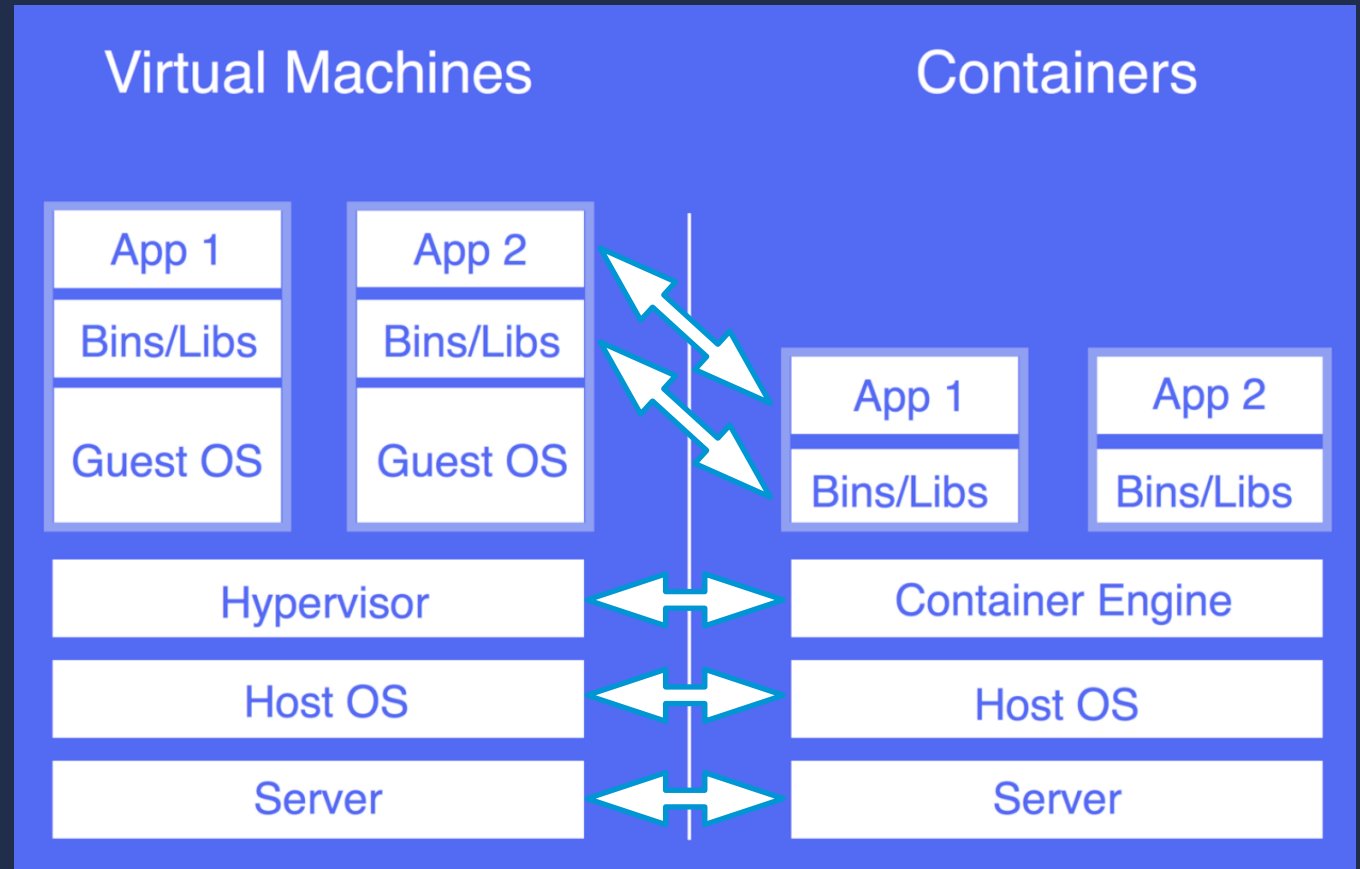 Virtual Machines
Containers
App 1
Bins/Libs
Guest OS
App 2
Bins/Libs
Guest OS
Hypervisor
Host OS
Server
App 1
Bins/Libs
App 2
Bins/Libs
Container Engine
Host OS
Server